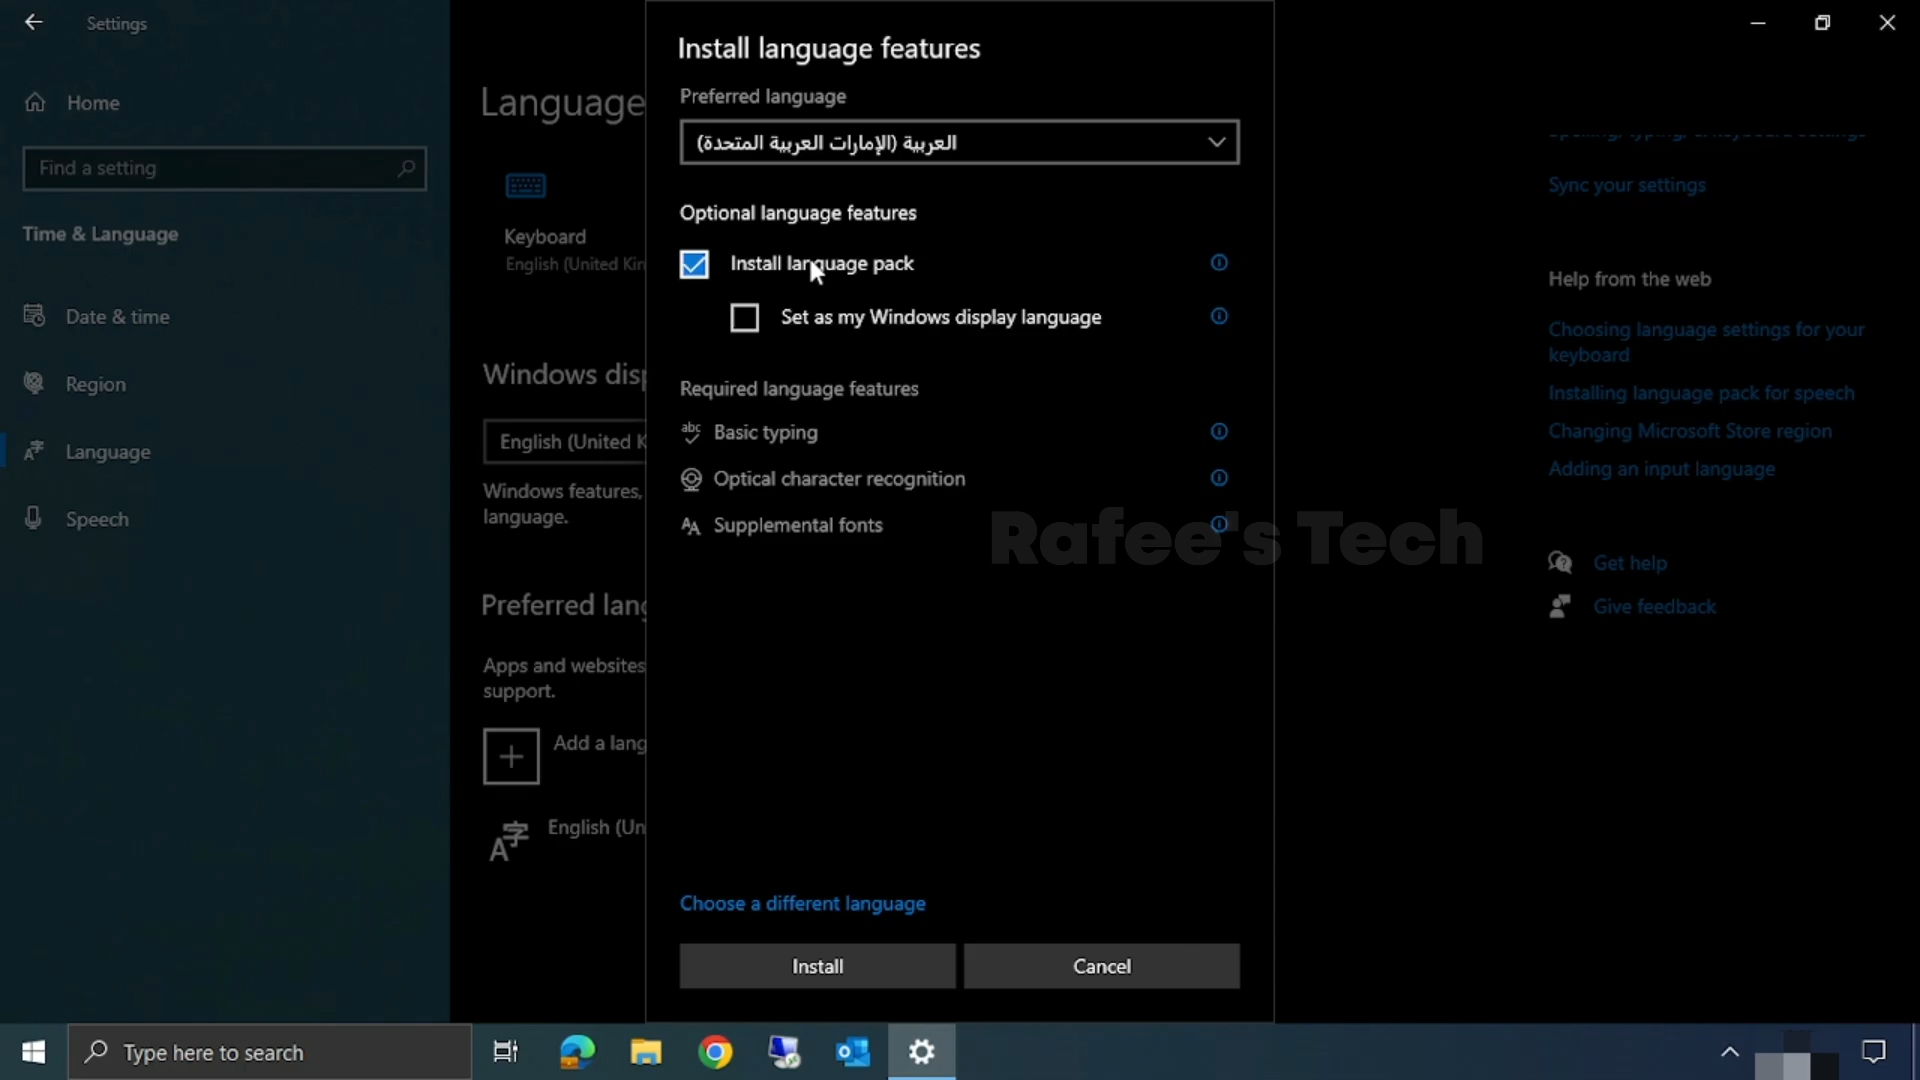 Settings
Home
Find a setting
Time & Language
Date & time
Region
Language
Speech
Language
Keyboard
English (United Kin
Windows disp
English (United K
Windows features,
language.
Preferred lang
Apps and websites
support.
Add a lang
English (Un
Install language features
Preferred language
العربية (الإمارات العربية المتحدة)
Optional language features
Install language pack
Set as my Windows display language
Required language features
Basic typing
Optical character recognition
Supplemental fonts
Choose a different language
Install
Cancel
Rafee's Tech
Spelling, typing, & keyboard settings
Sync your settings
Help from the web
Choosing language settings for your
keyboard
Installing language pack for speech
Changing Microsoft Store region
Adding an input language
Get help
Give feedback
Type here to search